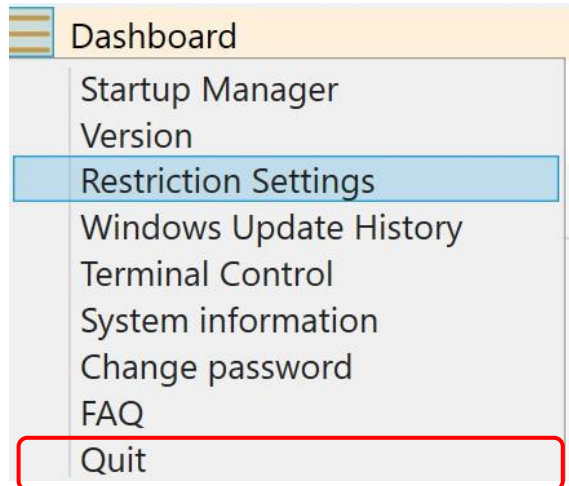 Dashboard
Startup Manager
Version
Restriction Settings
Windows Update History
Terminal Control
System information
Change password
FAQ
Quit